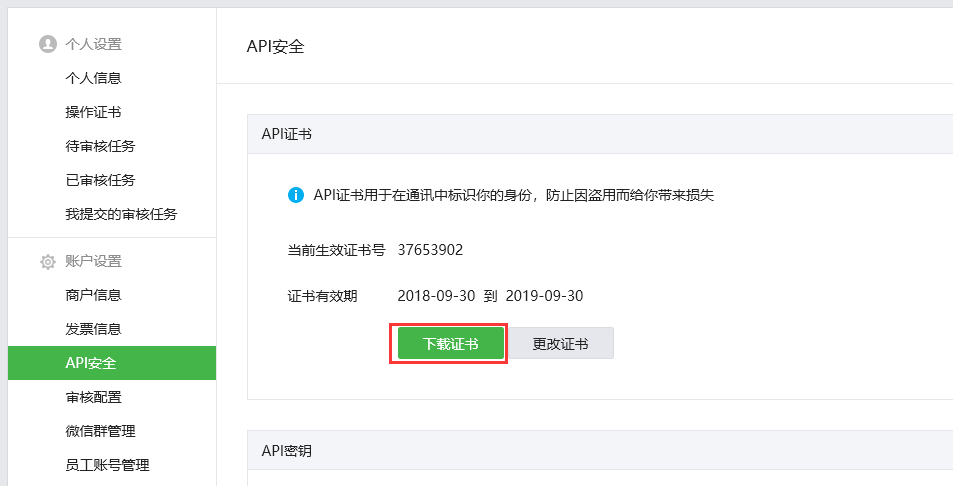 个人设置
个人信息
操作证书
待审核任务
已审核任务
我提交的审核任务
账户设置
商户信息
发票信息
API安全
审核配置
微信群管理
员工账号管理
API安全
API证书
API证书用于在通讯中标识你的身份，防止因盗用而给你带来损失
当前生效证书号 37653902
证书有效期 2018-09-30 到 2019-09-30
下载证书 更改证书
API密钥